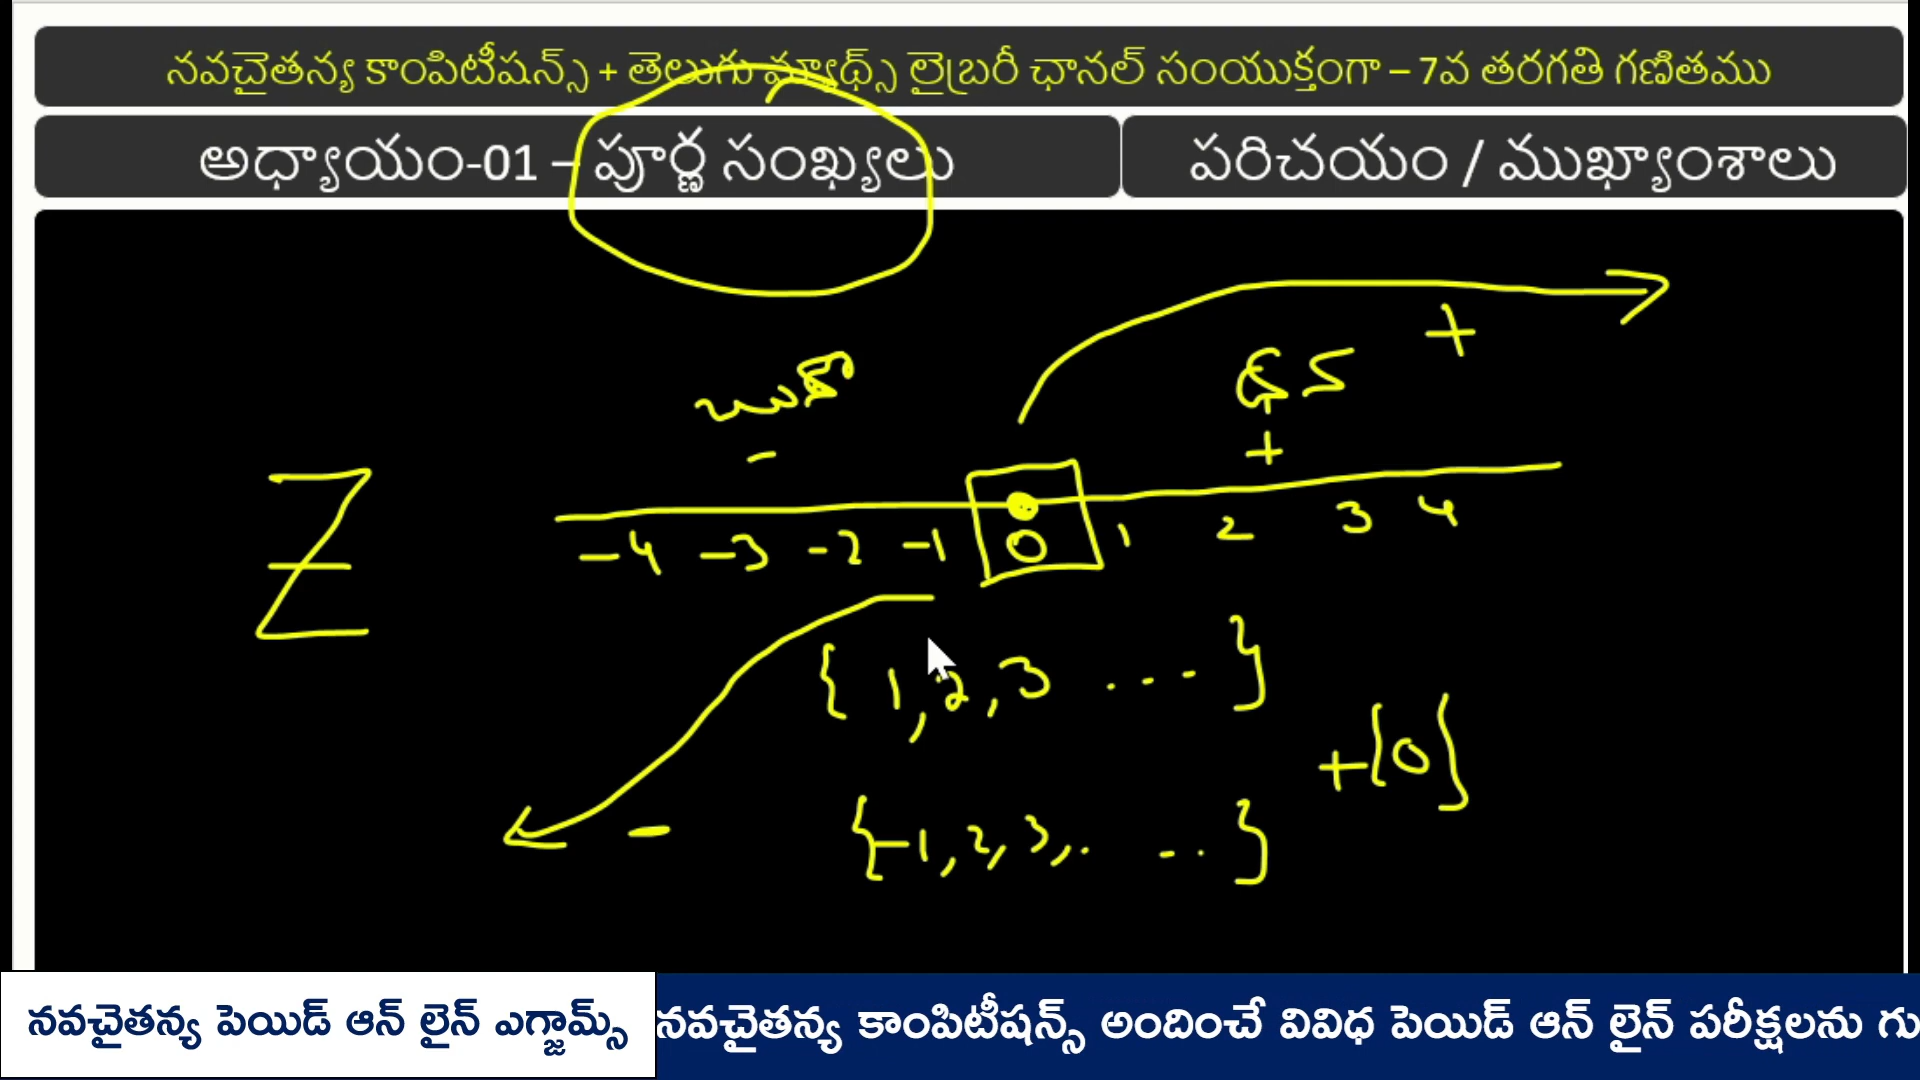 నవచైతన్య కాంపిటీషన్స్ + తెలుగు మ్యాథ్స్ లైబ్రరీ ఛానల్ సంయుక్తంగా – 7వ తరగతి గణితము
అధ్యాయం-01 – పూర్ణ సంఖ్యలు
పరిచయం / ముఖ్యాంశాలు
+
ధన
-
+
Z
-4 -3 -2 -1 0 1 2 3 4
{ 1, 2, 3 ... }
+{0}
-
{-1, 2, 3, . .. }
నవచైతన్య పెయిడ్ ఆన్ లైన్ ఎగ్జామ్స్
నవచైతన్య కాంపిటీషన్స్ అందించే వివిధ పెయిడ్ ఆన్ లైన్ పరీక్షలను గు